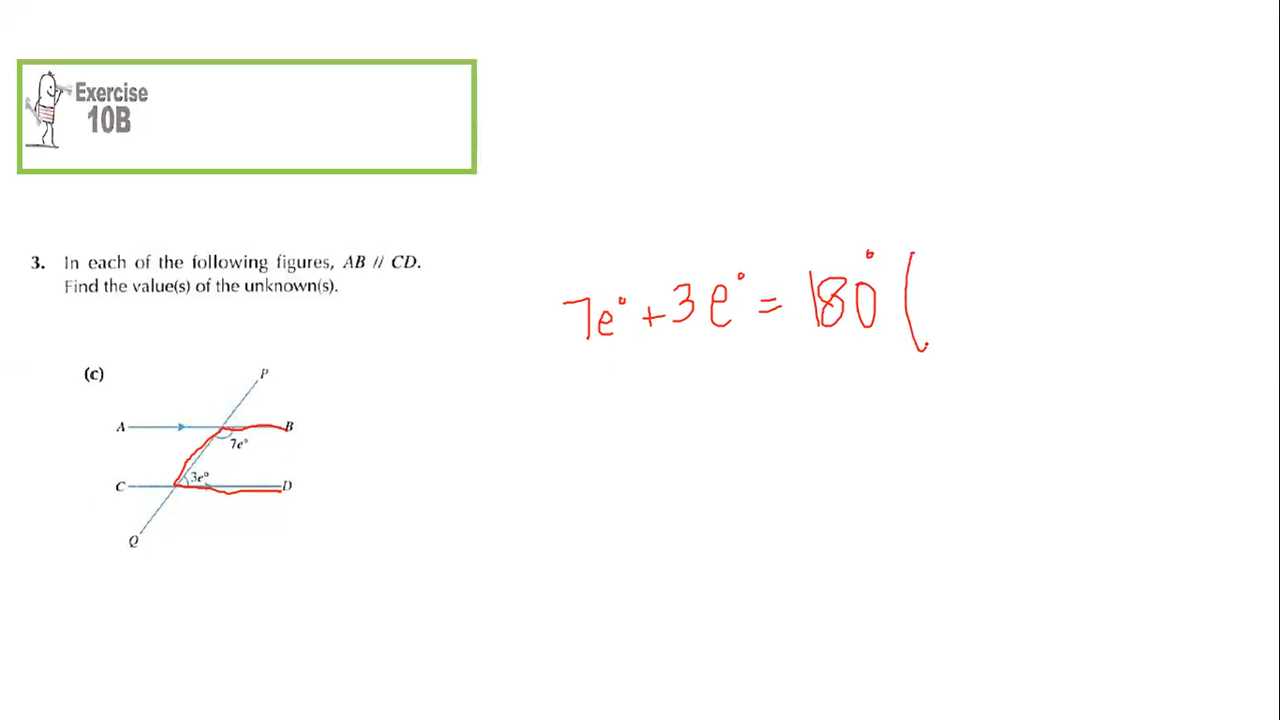 Exercise
10B
3. In each of the following figures, AB // CD.
Find the value(s) of the unknown(s).
7e° + 3e° = 180° (
(c)
P
A B
7e°
3e°
C D
Q